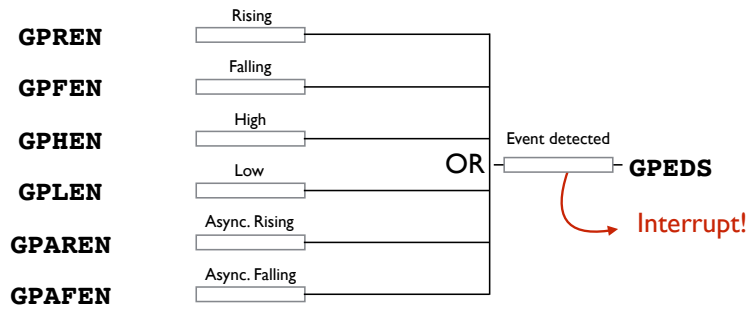 Rising
GPREN
Falling
GPFEN
High
GPHEN
Event detected
OR
GPEDS
Low
GPLEN
Interrupt!
Async. Rising
GPAREN
Async. Falling
GPAFEN